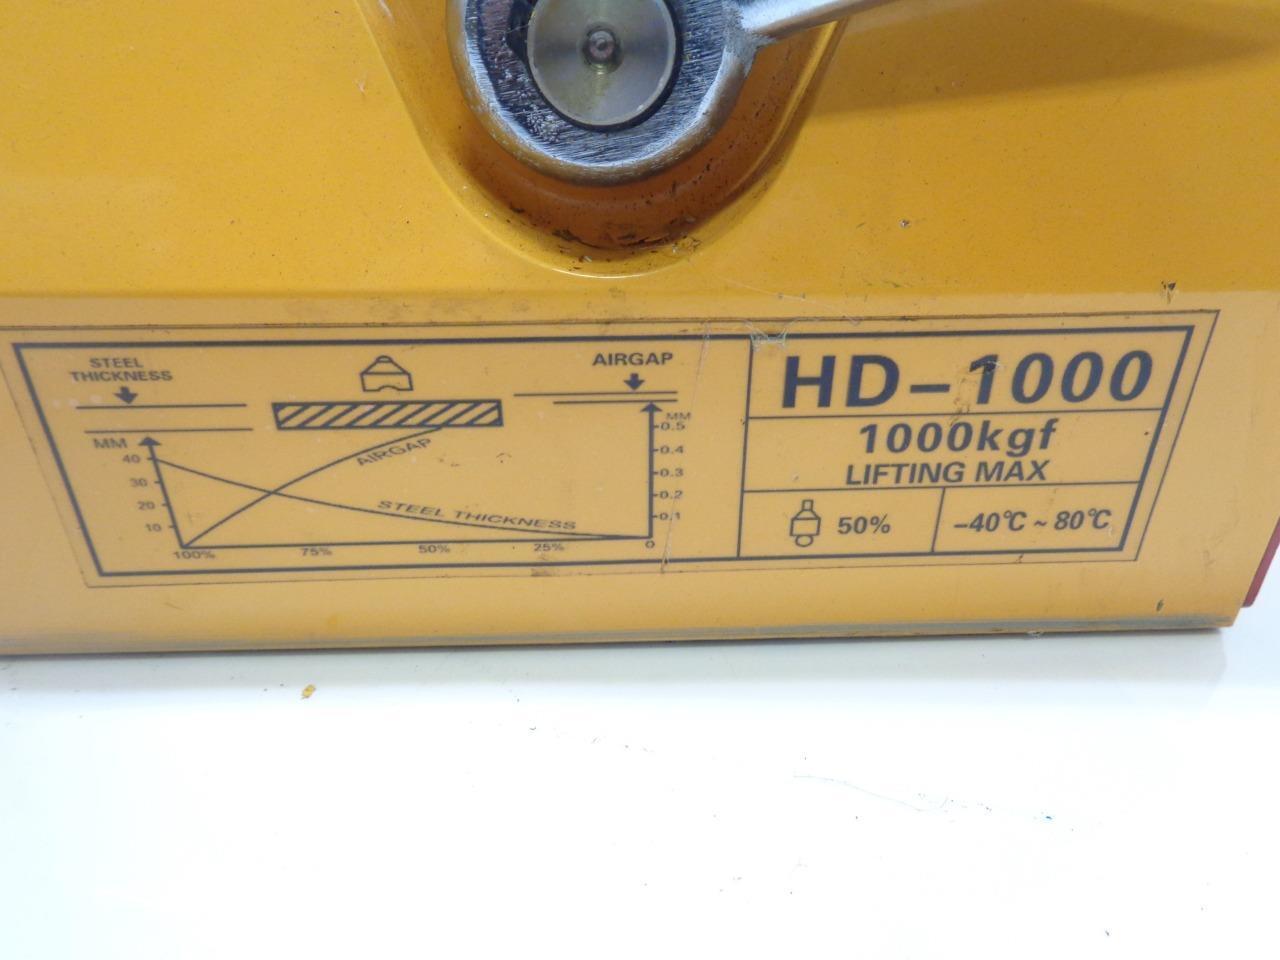 STEEL
THICKNESS
AIRGAP
MM
40
30
20
10
AIRGAP
STEEL THICKNESS
MM
0.5
0.4
0.3
0.2
0.1
100% 75% 50% 25% 0
HD-1000
1000kgf
LIFTING MAX
50%
-40°C ~ 80°C